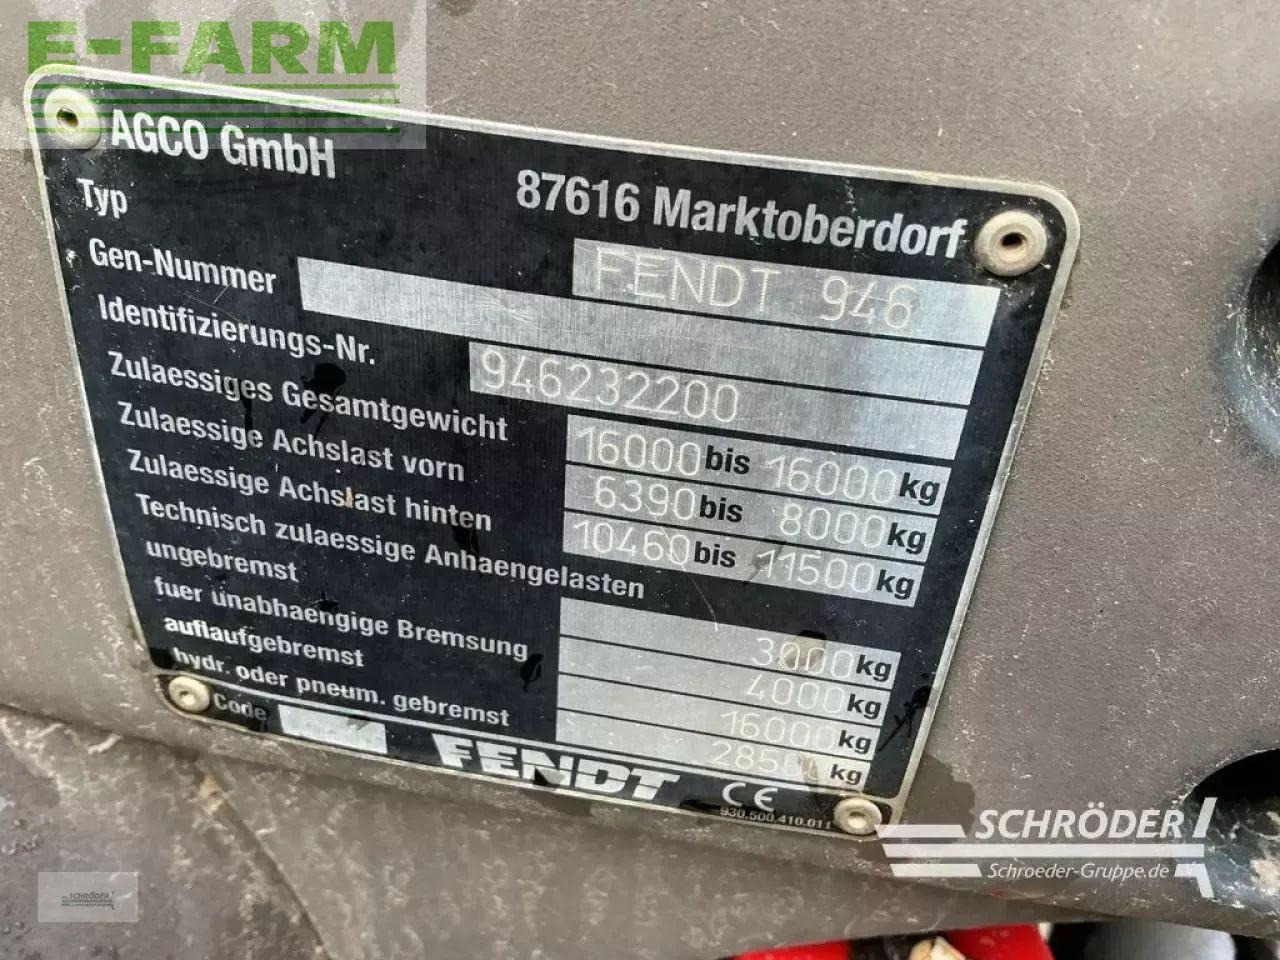 E-FARM
AGCO GmbH
87616 Marktoberdorf
Typ FENDT 946
Gen-Nummer
Identifizierungs-Nr. 946232200
Zulaessiges Gesamtgewicht 16000 bis 16000 kg
Zulaessige Achslast vorn 6390 bis 8000 kg
Zulaessige Achslast hinten 10460 bis 11500 kg
Technisch zulaessige Anhaengelasten
ungebremst 3000 kg
fuer unabhaengige Bremsung 4000 kg
auflaufgebremst 16000 kg
hydr. oder pneum. gebremst 28500 kg
Code
FENDT CE
930.500.410.011
SCHRÖDER
Schroeder-Gruppe.de
SCHRÖDER